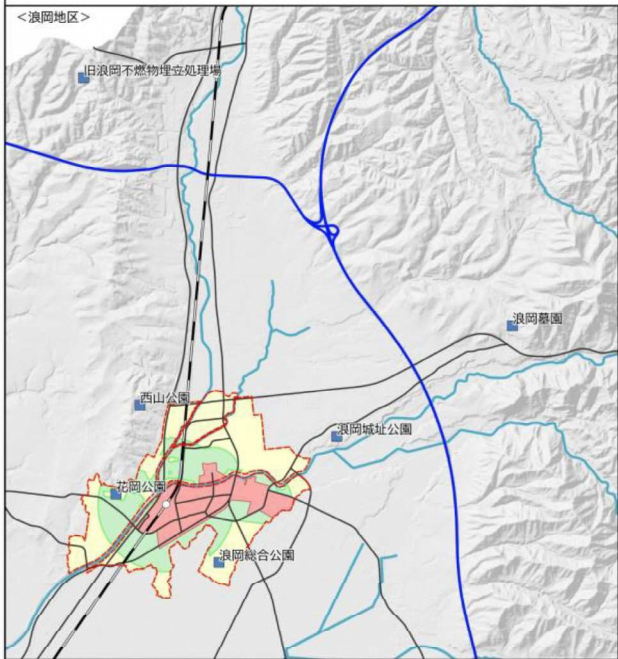 <浪岡地区>
旧浪岡不燃物埋立処理場
浪岡墓園
西山公園
浪岡城址公園
花岡公園
浪岡総合公園